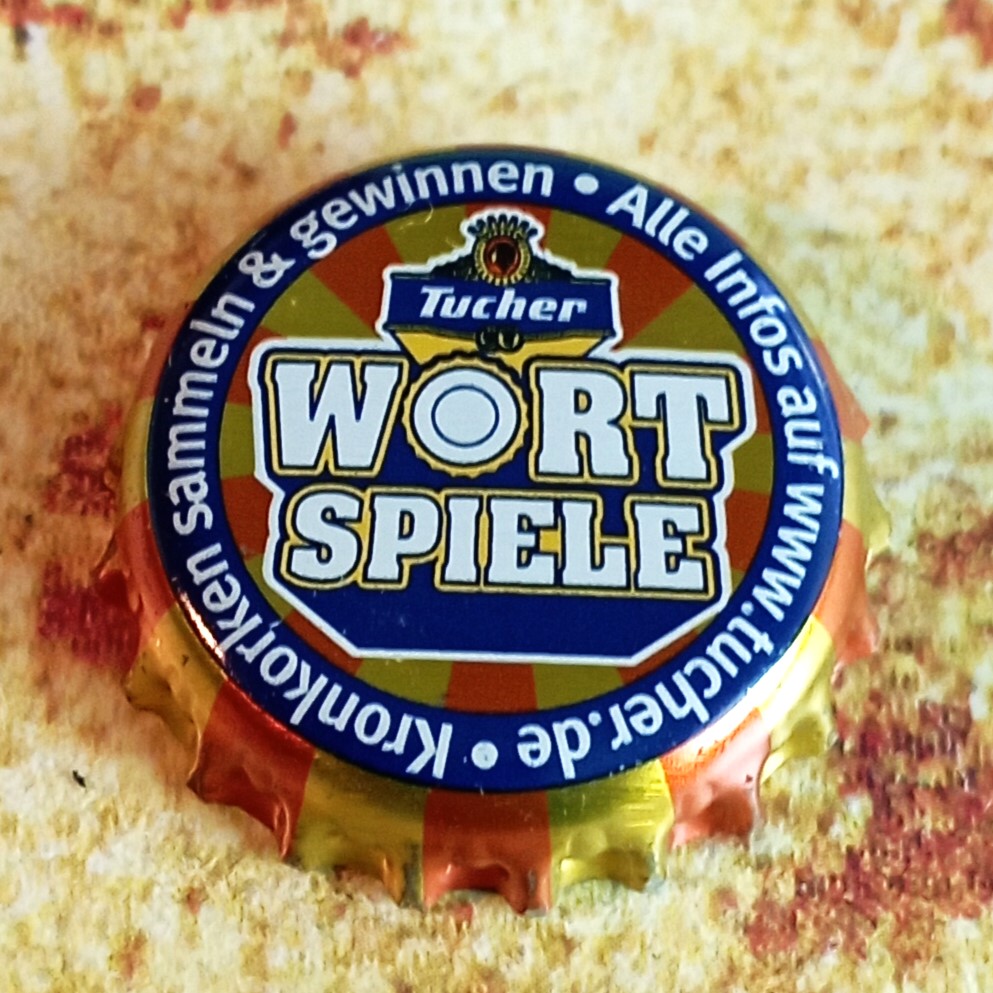 Tucher
WORT
SPIELE
Kronkorken sammeln & gewinnen • Alle Infos auf www.tucher.de •